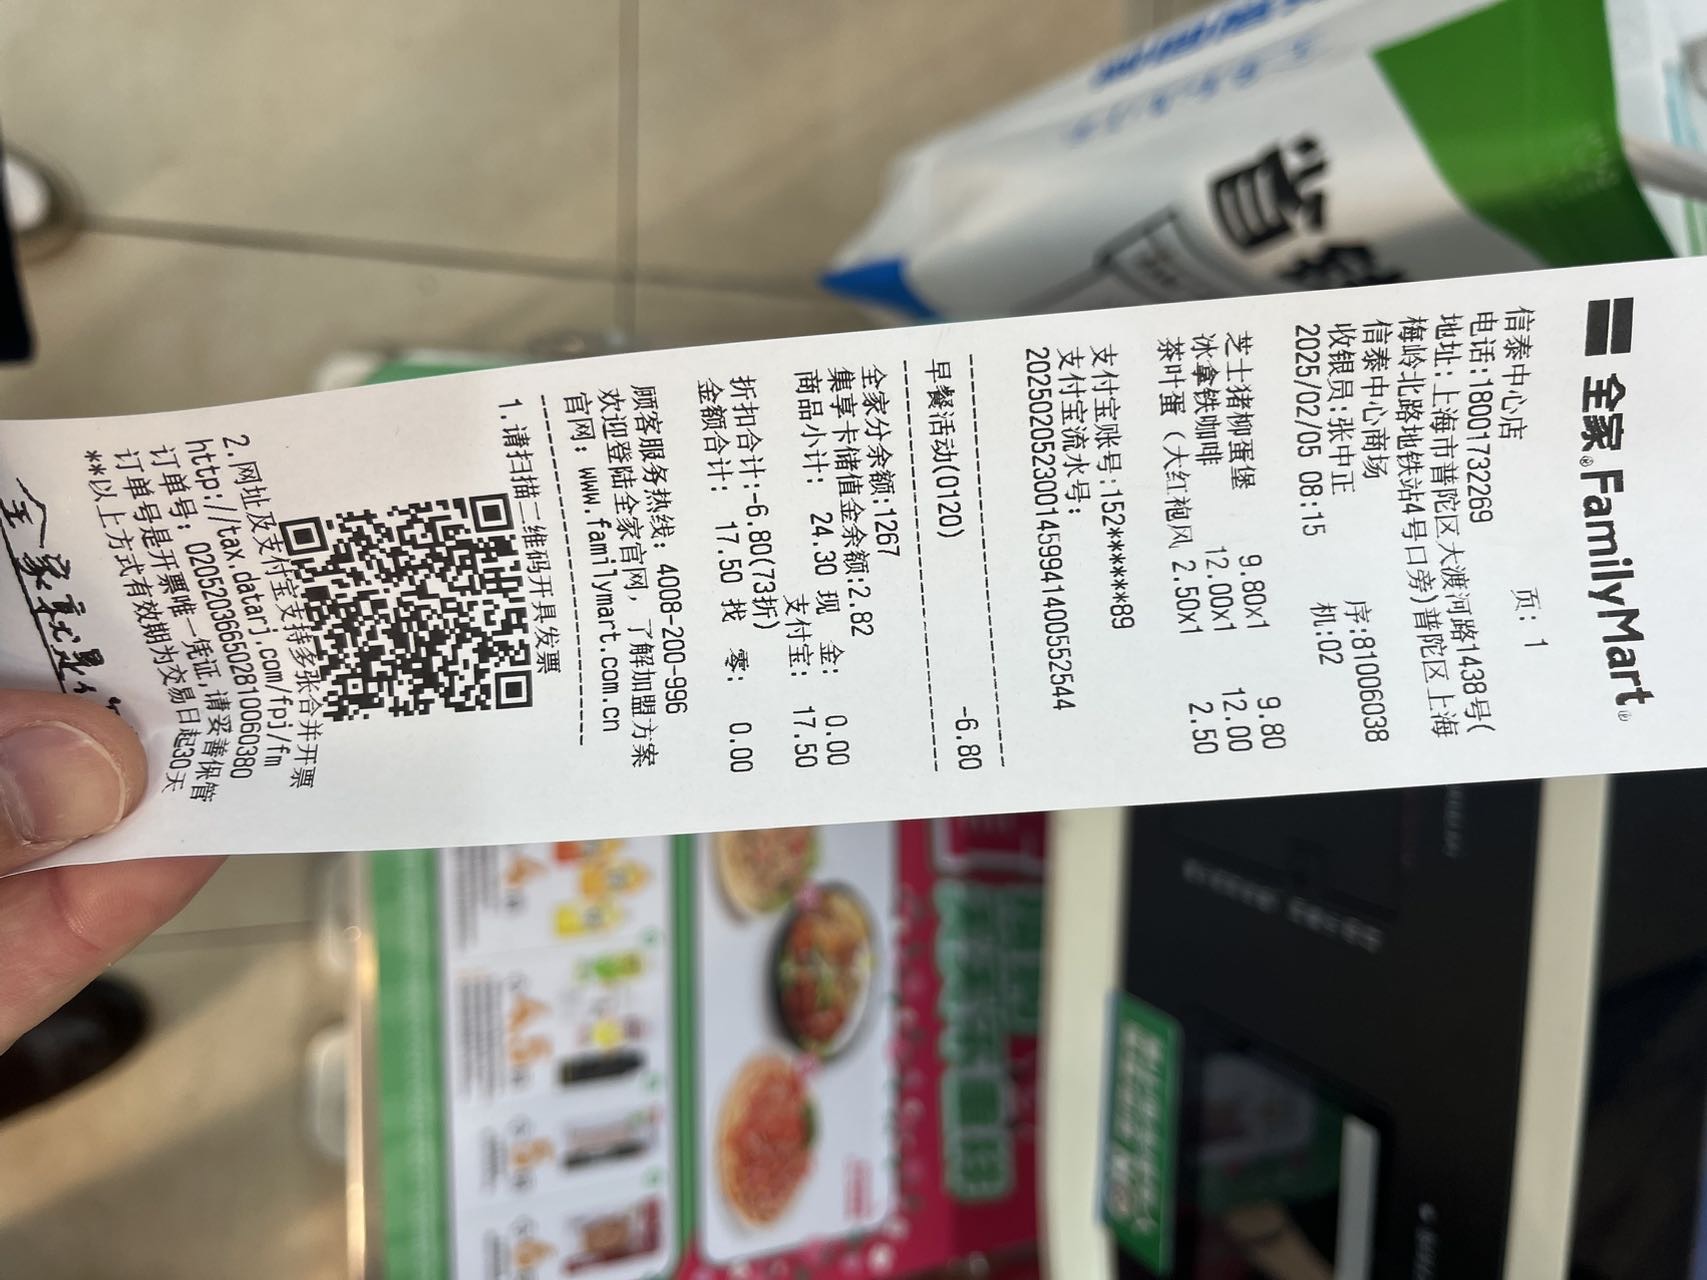 全家®FamilyMart®
信泰中心店 页: 1
电话:18001732269
地址:上海市普陀区大渡河路1438号(
梅岭北路地铁站4号口旁)普陀区上海
信泰中心商场 序:81006038
收银员:张中正 机:02
2025/02/05 08:15
芝士猪柳蛋堡 9.80x1 9.80
冰拿铁咖啡 12.00x1 12.00
茶叶蛋(大红袍风 2.50x1 2.50
支付宝账号:152******89
支付宝流水号:
2025020523001459941400552544
早餐活动(0120) -6.80
全家分余额:1267
集享卡储值金余额:2.82
商品小计: 24.30 现 金: 0.00
支付宝: 17.50
折扣合计:-6.80(73折)
金额合计: 17.50 找 零: 0.00
顾客服务热线: 4008-200-996
欢迎登陆全家官网,了解加盟方案
官网: www.familymart.com.cn
1.请扫描二维码开具发票
2.网址及支付宝支持多张合并开票
http://tax.datarj.com/fpj/fm
订单号: 02052036650281006​0380
订单号是开票唯一凭证,请妥善保管
**以上方式有效期为交易日起30天
全家就是